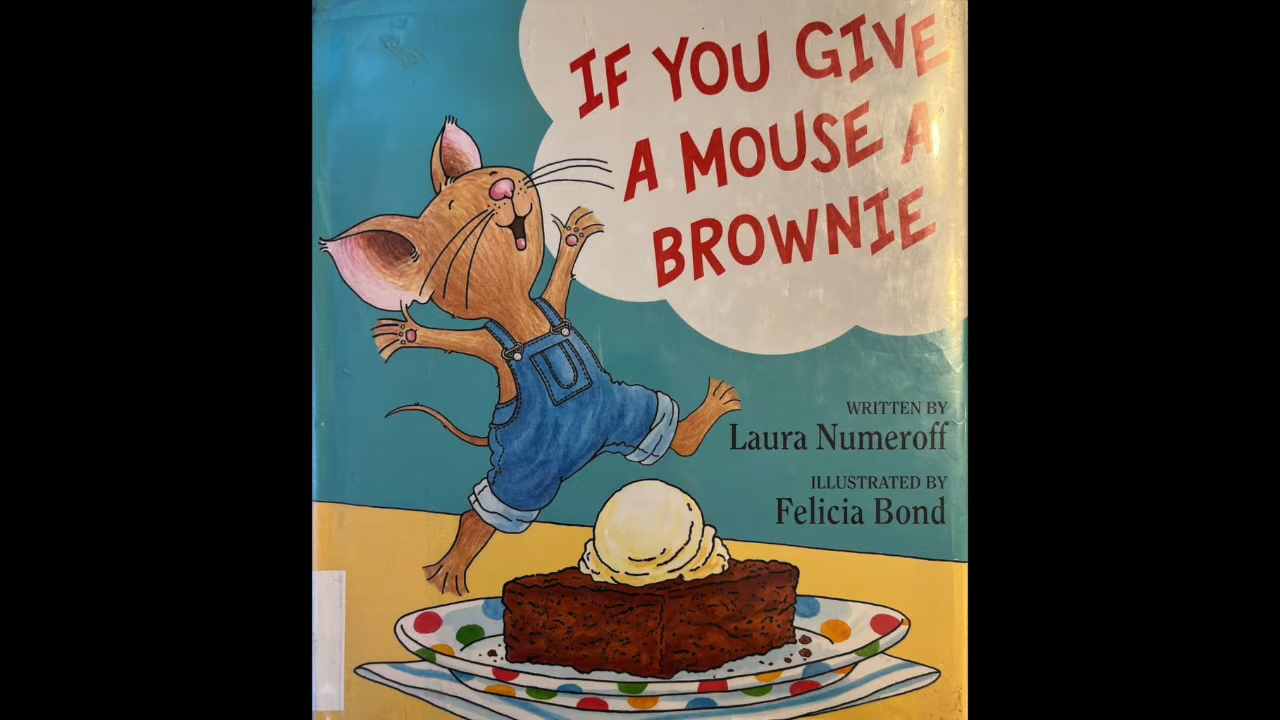 IF YOU GIVE
A MOUSE A
BROWNIE
WRITTEN BY
Laura Numeroff
ILLUSTRATED BY
Felicia Bond